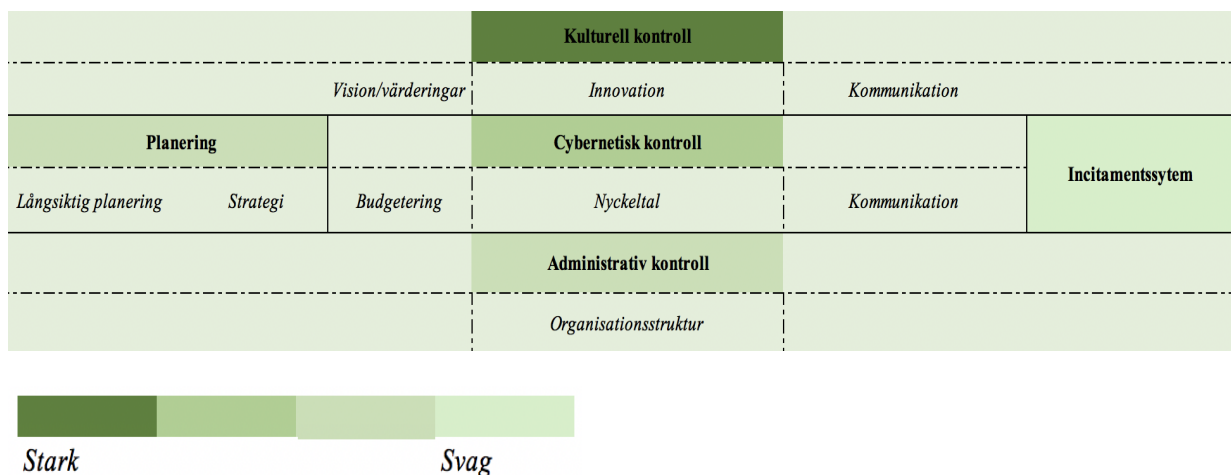 Kulturell kontroll
Vision/värderingar Innovation Kommunikation
Planering Cybernetisk kontroll
Incitamentssytem
Långsiktig planering Strategi Budgetering Nyckeltal Kommunikation
Administrativ kontroll
Organisationsstruktur
Stark Svag